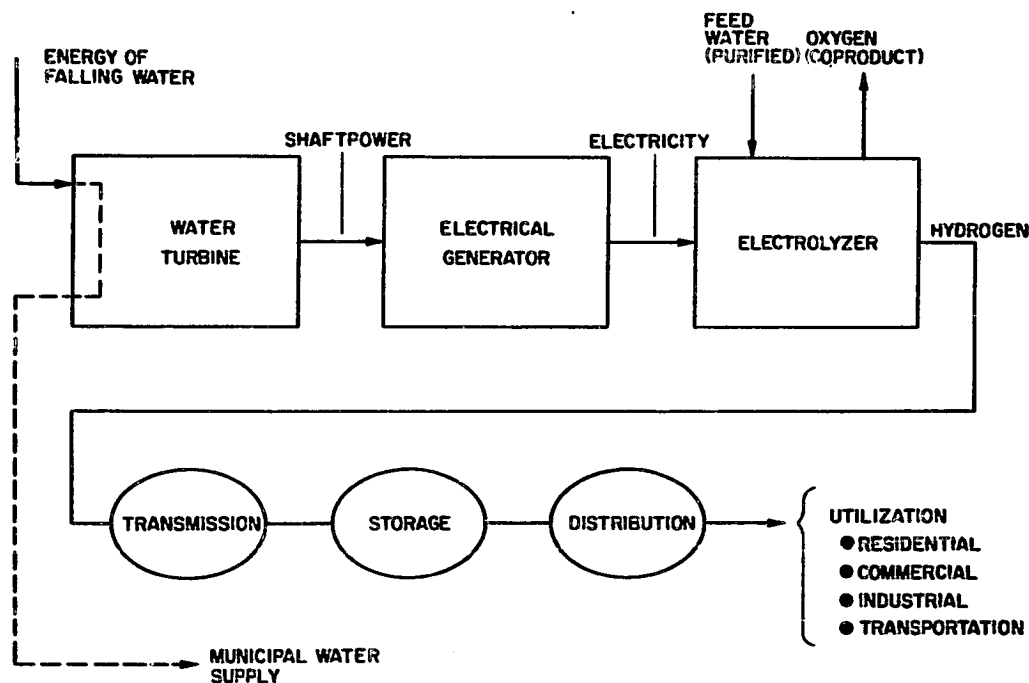 ENERGY OF
FALLING WATER
FEED
WATER
(PURIFIED)
OXYGEN
(COPRODUCT)
SHAFTPOWER
ELECTRICITY
WATER
TURBINE
ELECTRICAL
GENERATOR
ELECTROLYZER
HYDROGEN
TRANSMISSION
STORAGE
DISTRIBUTION
UTILIZATION
● RESIDENTIAL
● COMMERCIAL
● INDUSTRIAL
● TRANSPORTATION
MUNICIPAL WATER
SUPPLY